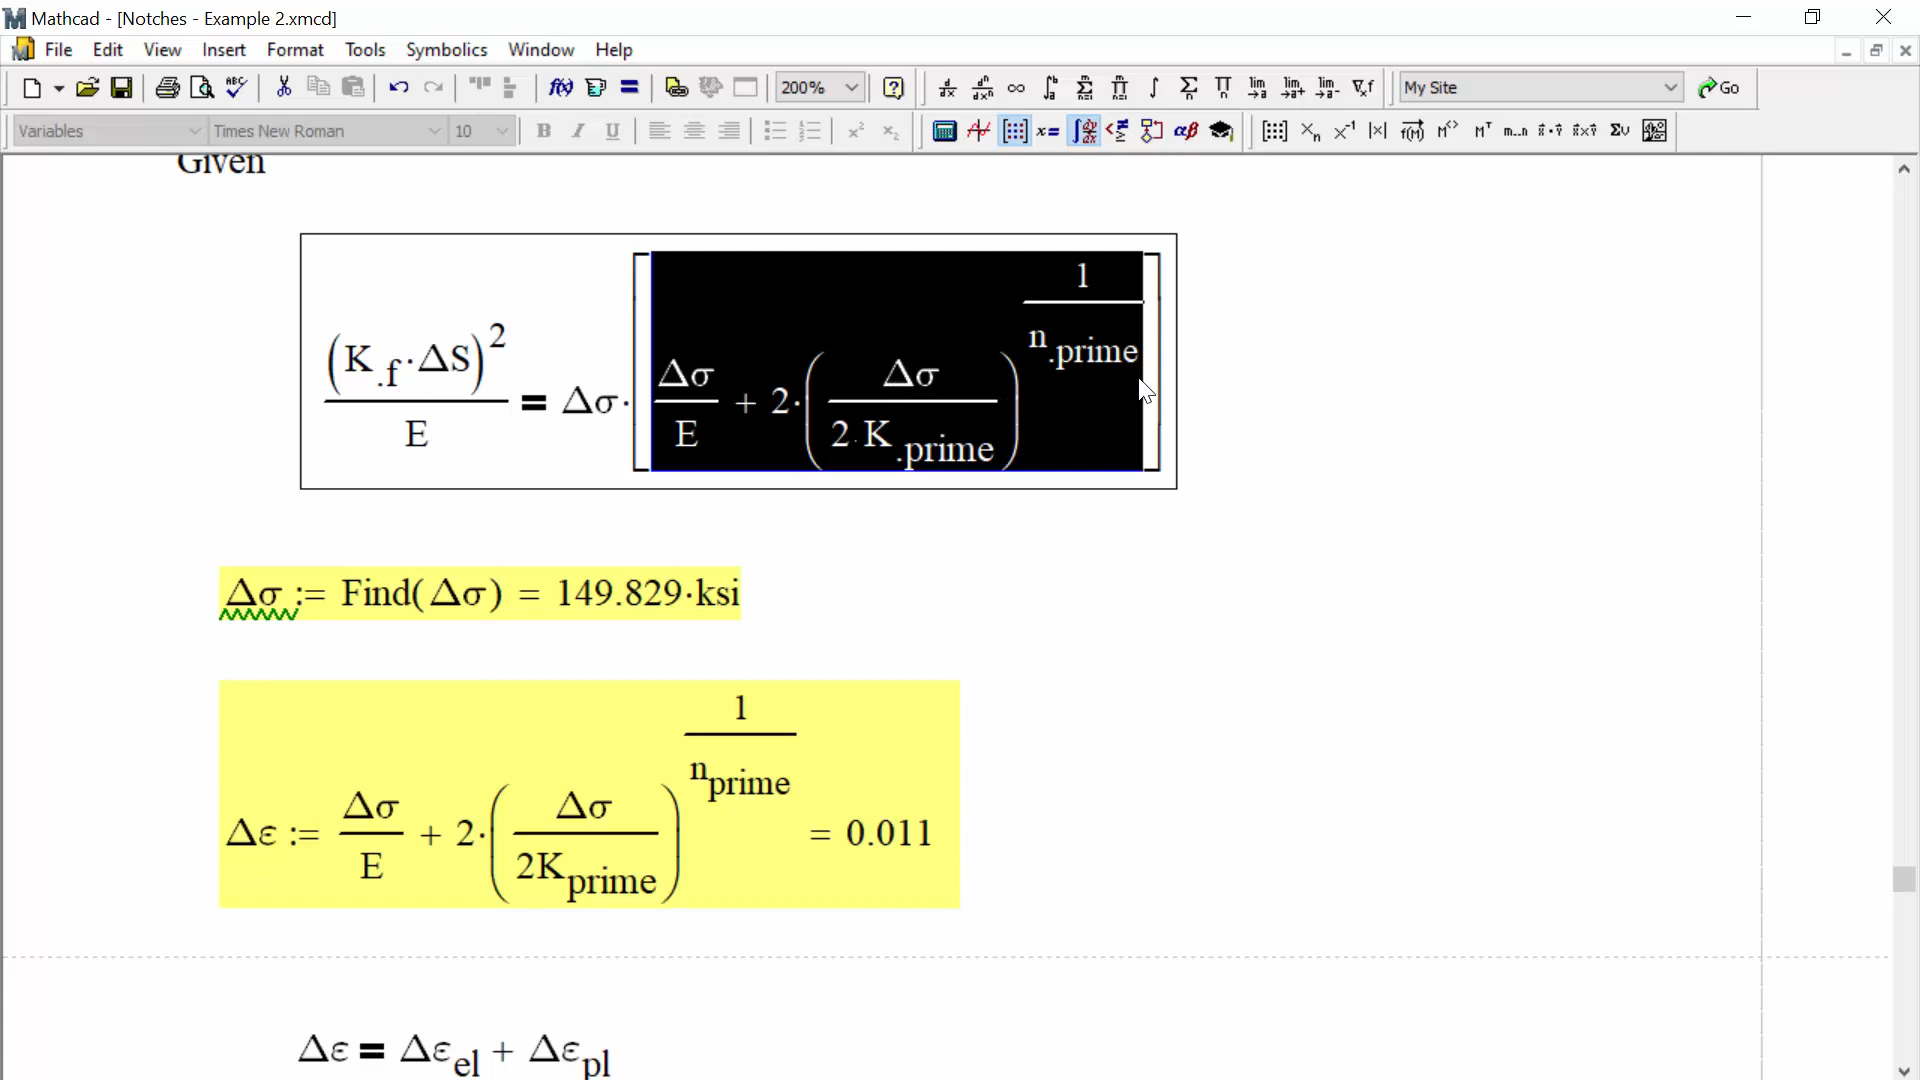 Mathcad - [Notches - Example 2.xmcd]
File Edit View Insert Format Tools Symbolics Window Help
200% My Site Go
Variables Times New Roman 10 B I U
Given
(K.f·ΔS)^2 / E = Δσ·[Δσ/E + 2·(Δσ/(2·K.prime))^(1/n.prime)]
Δσ := Find(Δσ) = 149.829·ksi
Δε := Δσ/E + 2·(Δσ/(2Kprime))^(1/nprime) = 0.011
Δε = Δεel + Δεpl